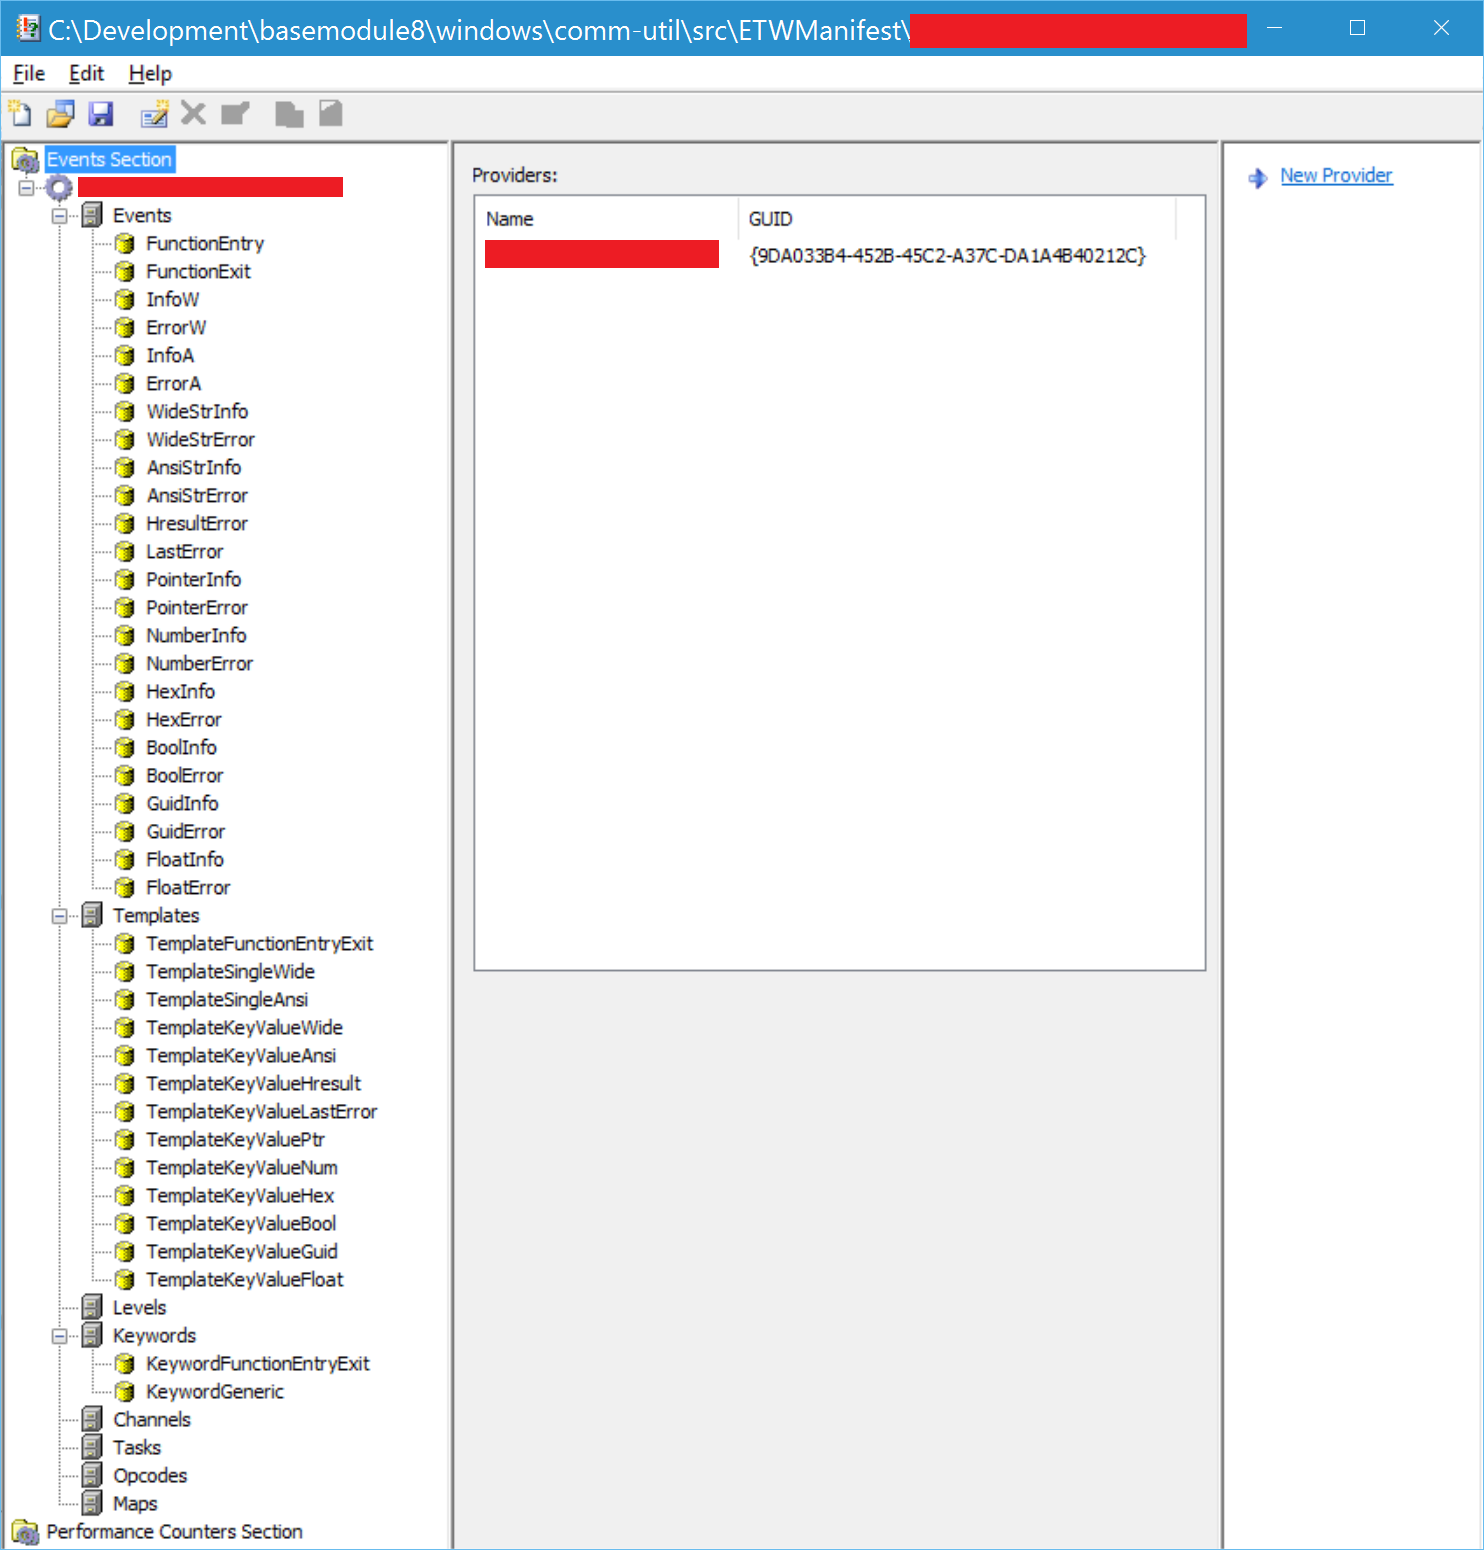 C:\Development\basemodule8\windows\comm-util\src\ETWManifest\
File Edit Help
Events Section
Events
FunctionEntry
FunctionExit
InfoW
ErrorW
InfoA
ErrorA
WideStrInfo
WideStrError
AnsiStrInfo
AnsiStrError
HresultError
LastError
PointerInfo
PointerError
NumberInfo
NumberError
HexInfo
HexError
BoolInfo
BoolError
GuidInfo
GuidError
FloatInfo
FloatError
Templates
TemplateFunctionEntryExit
TemplateSingleWide
TemplateSingleAnsi
TemplateKeyValueWide
TemplateKeyValueAnsi
TemplateKeyValueHresult
TemplateKeyValueLastError
TemplateKeyValuePtr
TemplateKeyValueNum
TemplateKeyValueHex
TemplateKeyValueBool
TemplateKeyValueGuid
TemplateKeyValueFloat
Levels
Keywords
KeywordFunctionEntryExit
KeywordGeneric
Channels
Tasks
Opcodes
Maps
Performance Counters Section
Providers:
Name GUID
{9DA033B4-452B-45C2-A37C-DA1A4B40212C}
New Provider